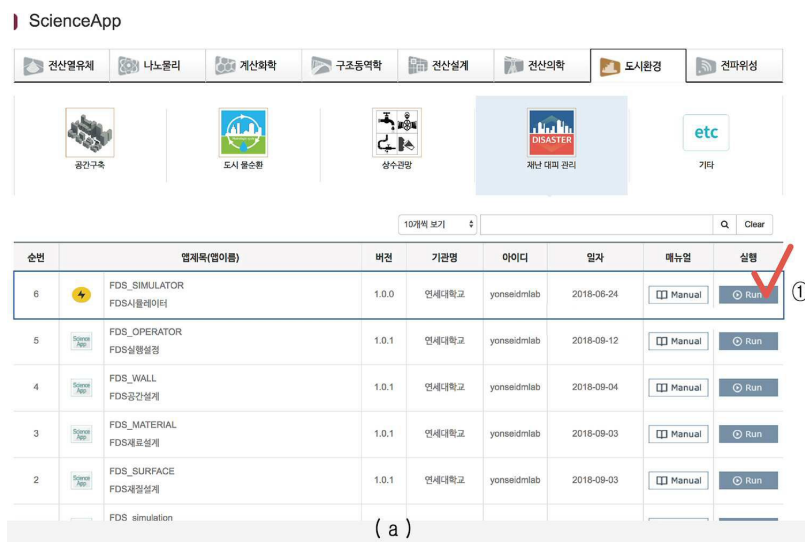 ScienceApp
전산열유체 나노물리 계산화학 구조동역학 전산설계 전산의학 도시환경 전파위성
DISASTER etc
공간구축 도시 물순환 상수관망 재난 대피 관리 기타
10개씩 보기 Clear
순번 앱제목(앱이름) 버전 기관명 아이디 일자 매뉴얼 실행
6 FDS_SIMULATOR 1.0.0 연세대학교 yonseidmlab 2018-06-24 Manual Run ①
FDS시뮬레이터
5 Science App FDS_OPERATOR 1.0.1 연세대학교 yonseidmlab 2018-09-12 Manual Run
FDS실행설정
4 Science App FDS_WALL 1.0.1 연세대학교 yonseidmlab 2018-09-04 Manual Run
FDS공간설계
3 Science App FDS_MATERIAL 1.0.1 연세대학교 yonseidmlab 2018-09-03 Manual Run
FDS재료설계
2 Science App FDS_SURFACE 1.0.1 연세대학교 yonseidmlab 2018-09-03 Manual Run
FDS재질설계
FDS_simulation
( a )